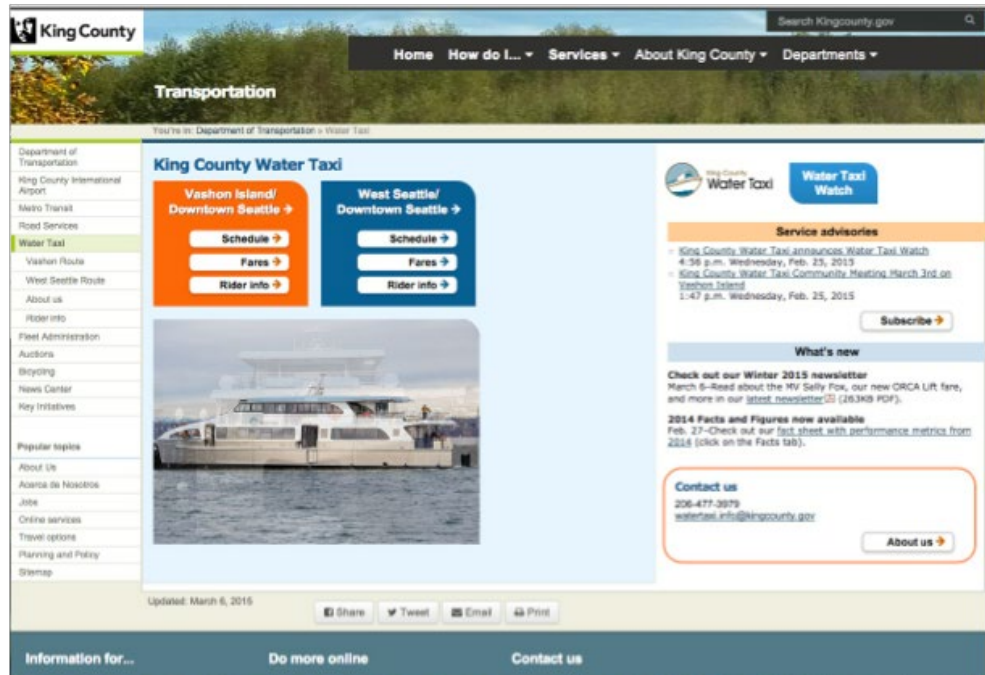 King County
Search Kingcounty.gov
Home How do I... Services About King County Departments
Transportation
You're in: Department of Transportation » Water Taxi
Department of
Transportation
King County International
Airport
Metro Transit
Road Services
Water Taxi
Vashon Route
West Seattle Route
About us
Rider info
Fleet Administration
Auctions
Bicycling
News Center
Key Initiatives
Popular topics
About Us
Acerca de Nosotros
Jobs
Online services
Travel options
Planning and Policy
Sitemap
King County Water Taxi
Vashon Island/
Downtown Seattle →
Schedule →
Fares →
Rider info →
West Seattle/
Downtown Seattle →
Schedule →
Fares →
Rider info →
King County
Water Taxi
Water Taxi
Watch
Service advisories
King County Water Taxi announces Water Taxi Watch
4:56 p.m. Wednesday, Feb. 25, 2015
King County Water Taxi Community Meeting March 3rd on
Vashon Island
1:47 p.m. Wednesday, Feb. 25, 2015
Subscribe →
What's new
Check out our Winter 2015 newsletter
March 6–Read about the MV Sally Fox, our new ORCA Lift fare,
and more in our latest newsletter (263KB PDF).
2014 Facts and Figures now available
Feb. 27–Check out our fact sheet with performance metrics from
2014 (click on the Facts tab).
Contact us
206-477-3979
watertaxi.info@kingcounty.gov
About us →
Updated: March 6, 2015
Share Tweet Email Print
Information for... Do more online Contact us